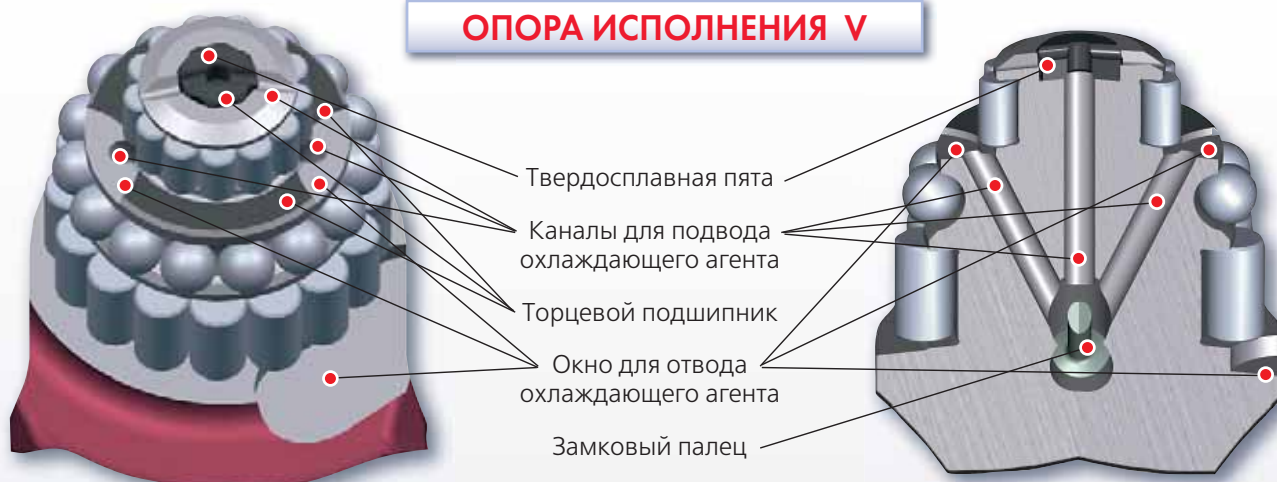 ОПОРА ИСПОЛНЕНИЯ V
Твердосплавная пята
Каналы для подвода
охлаждающего агента
Торцевой подшипник
Окно для отвода
охлаждающего агента
Замковый палец